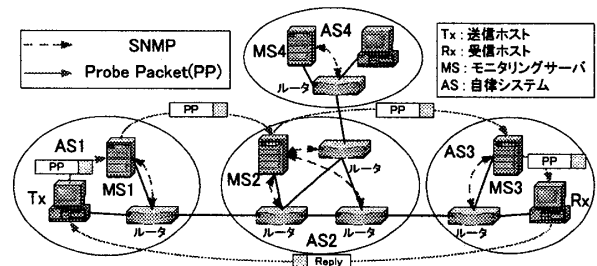 SNMP
Probe Packet(PP)
Tx : 送信ホスト
Rx : 受信ホスト
MS : モニタリングサーバ
AS : 自律システム
AS4
MS4
ルータ
PP
PP
AS1
PP
MS1
Tx
ルータ
MS2
ルータ
ルータ
ルータ
AS2
AS3
PP
MS3
Rx
ルータ
Reply